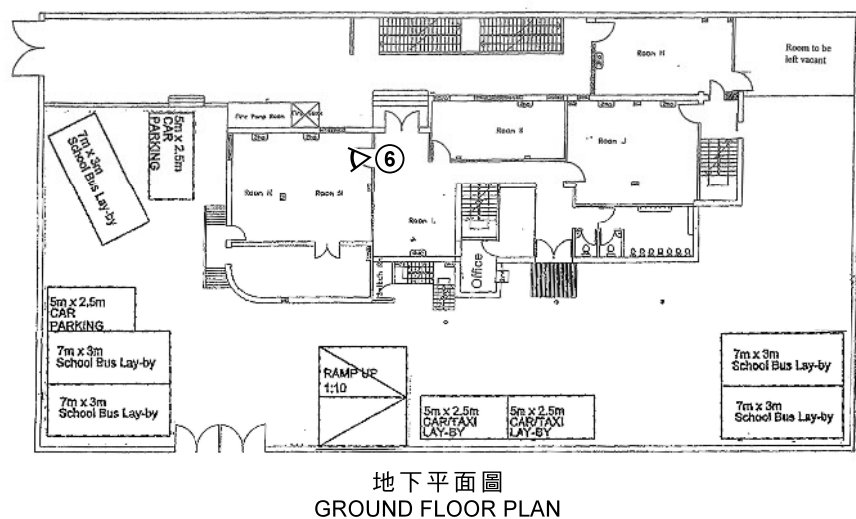 Room H
Room to be
left vacant
5m x 2.5m
CAR
PARKING
7m x 3m
School Bus Lay-by
Fire Pump Room
Room S
Room J
6
Room K
Room N
Room L
Office
5m x 2.5m
CAR
PARKING
7m x 3m
School Bus Lay-by
7m x 3m
School Bus Lay-by
RAMP UP
1:10
5m x 2.5m
CAR/TAXI
LAY-BY
5m x 2.5m
CAR/TAXI
LAY-BY
7m x 3m
School Bus Lay-by
7m x 3m
School Bus Lay-by
地下平面圖
GROUND FLOOR PLAN